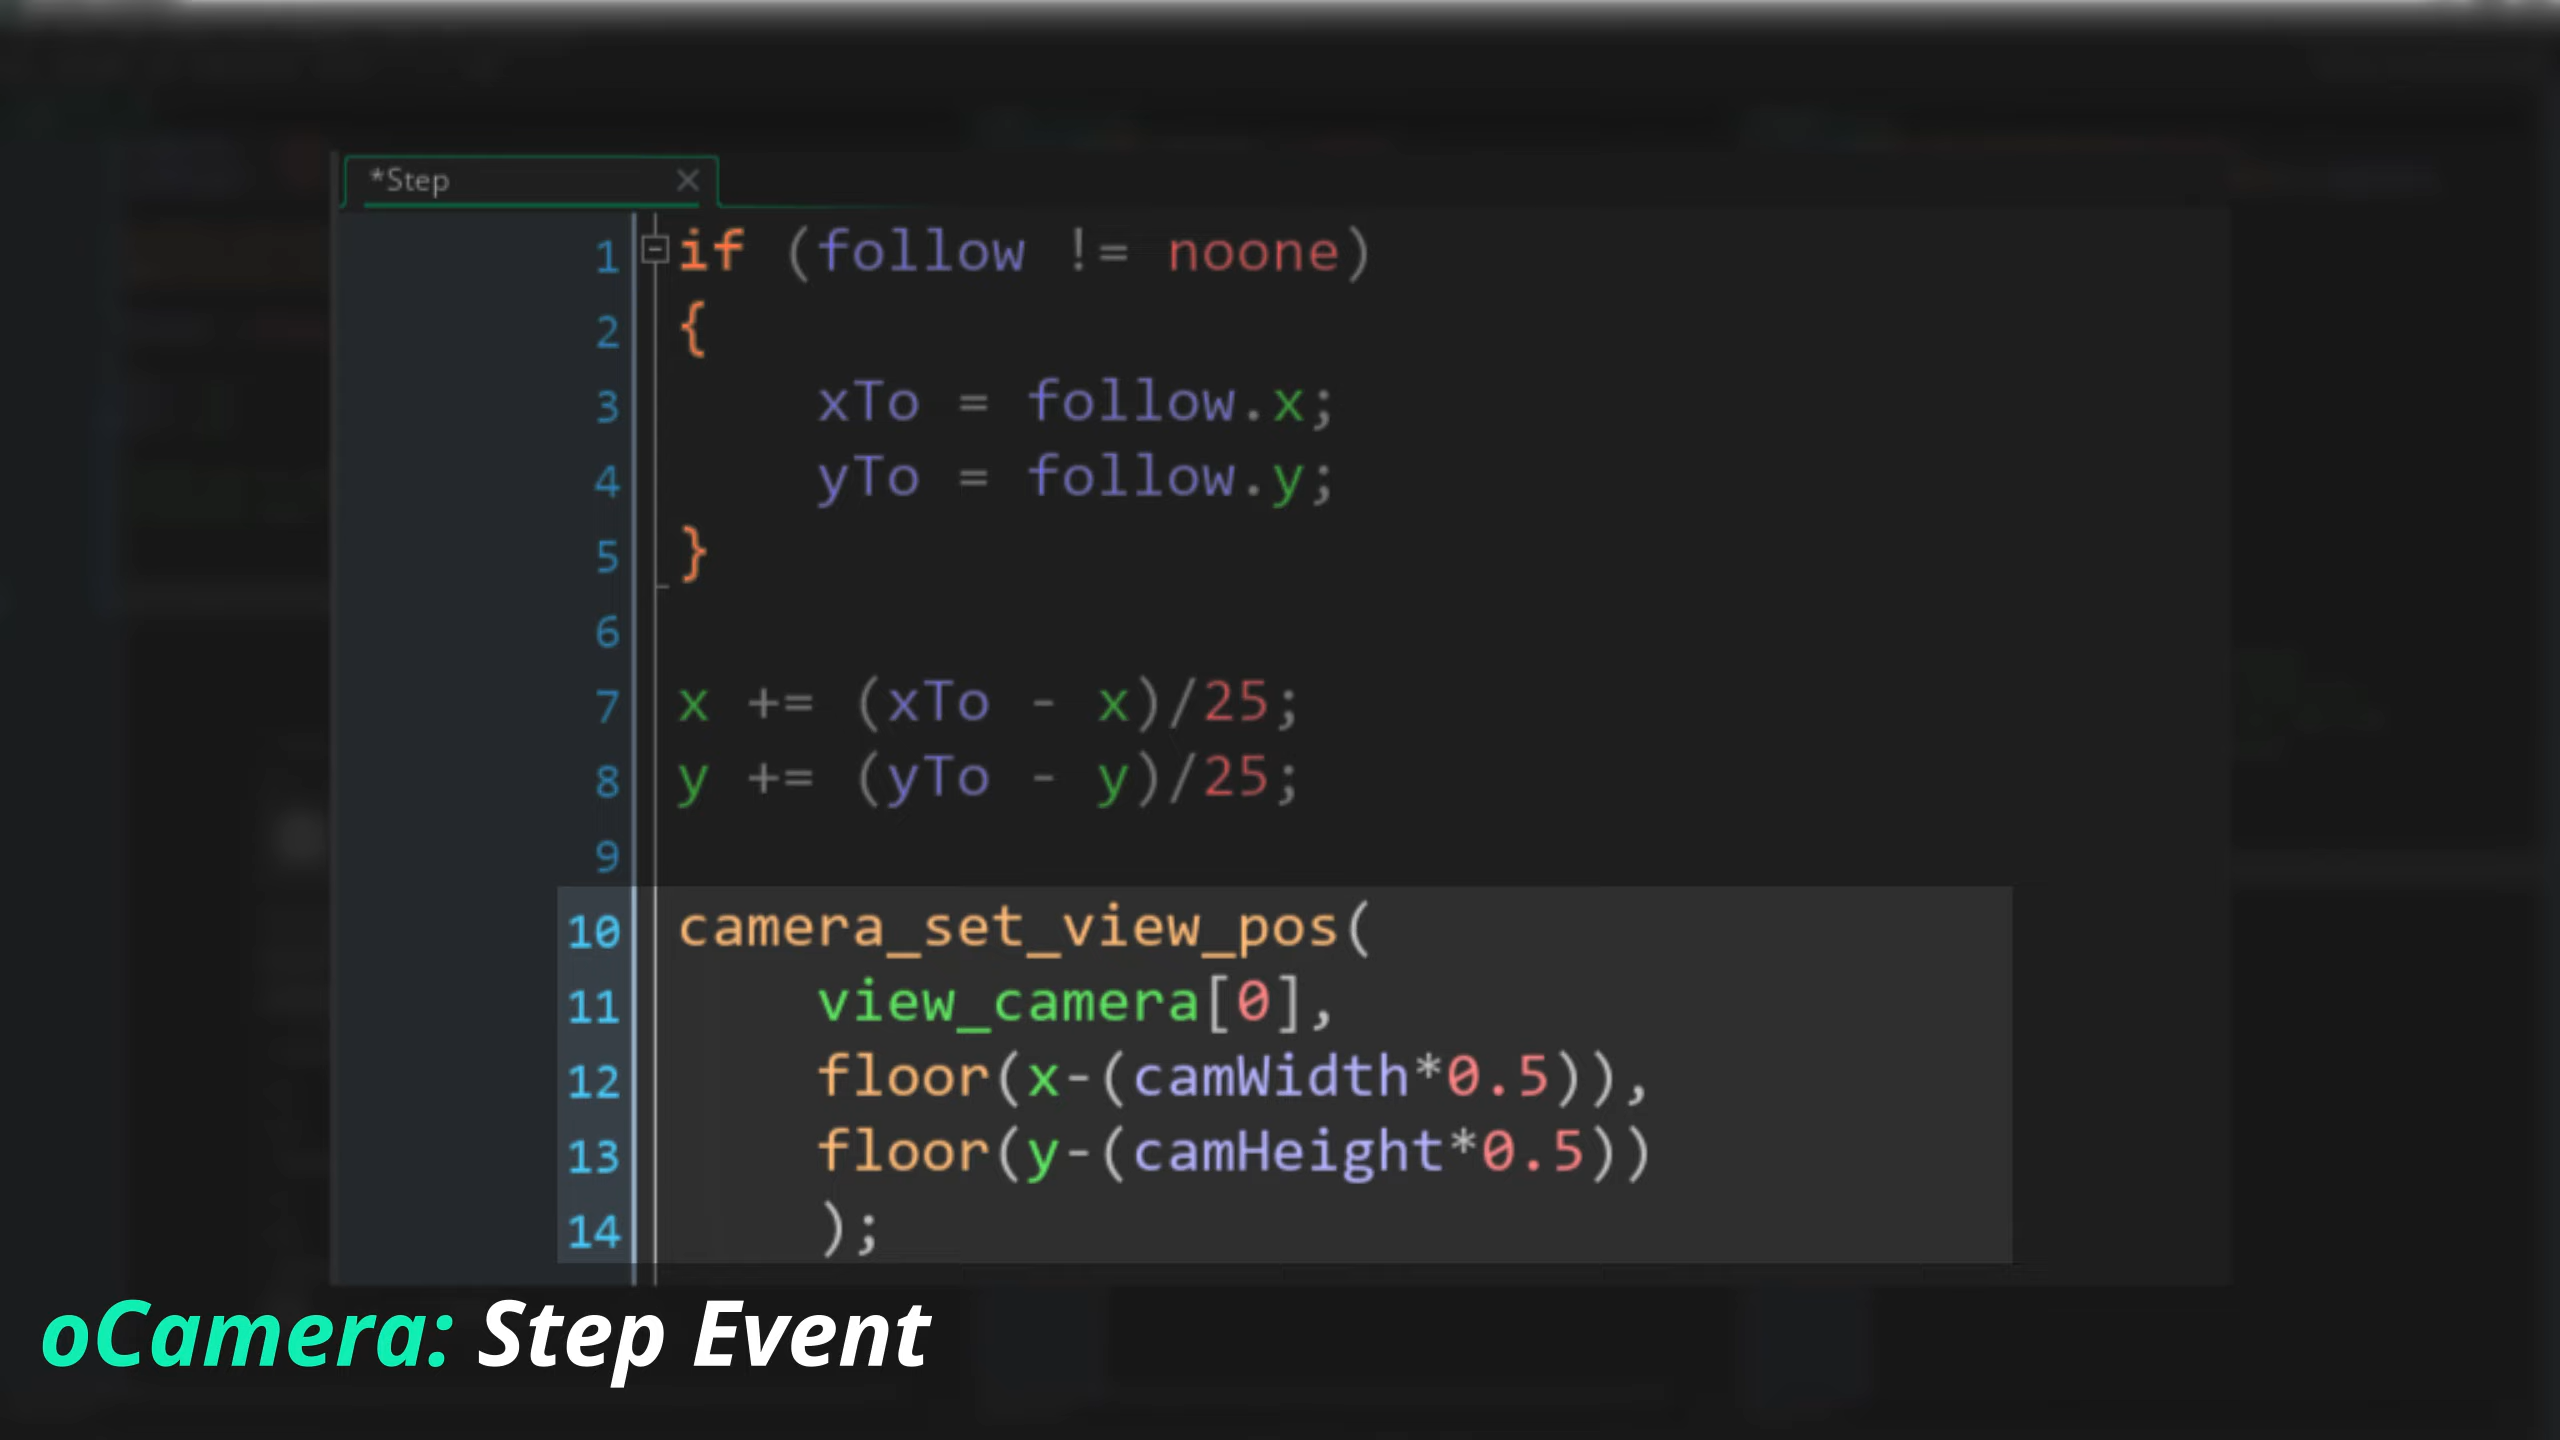 *Step
1 if (follow != noone)
2 {
3 xTo = follow.x;
4 yTo = follow.y;
5 }
6
7 x += (xTo - x)/25;
8 y += (yTo - y)/25;
9
10 camera_set_view_pos(
11 view_camera[0],
12 floor(x-(camWidth*0.5)),
13 floor(y-(camHeight*0.5))
14 );
oCamera: Step Event